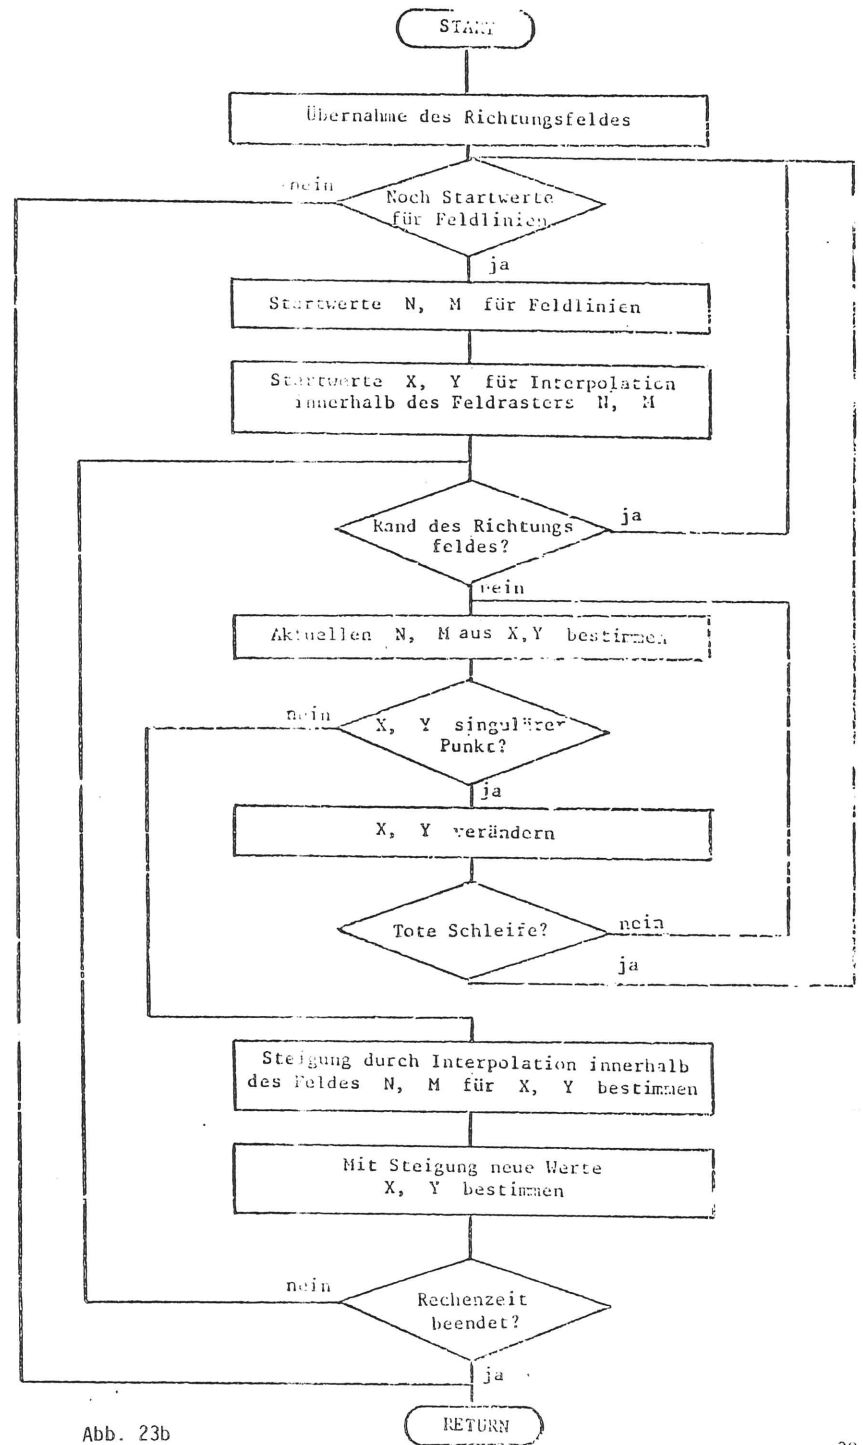 START
Übernahme des Richtungsfeldes
nein
Noch Startwerte
für Feldlinien
ja
Startwerte N, M für Feldlinien
Startwerte X, Y für Interpolation
innerhalb des Feldrasters N, M
Rand des Richtungs
feldes?
ja
nein
Aktuellen N, M aus X,Y bestimmen
nein
X, Y singulärer
Punkt?
ja
X, Y verändern
Tote Schleife?
nein
ja
Steigung durch Interpolation innerhalb
des Feldes N, M für X, Y bestimmen
Mit Steigung neue Werte
X, Y bestimmen
nein
Rechenzeit
beendet?
ja
RETURN
Abb. 23b